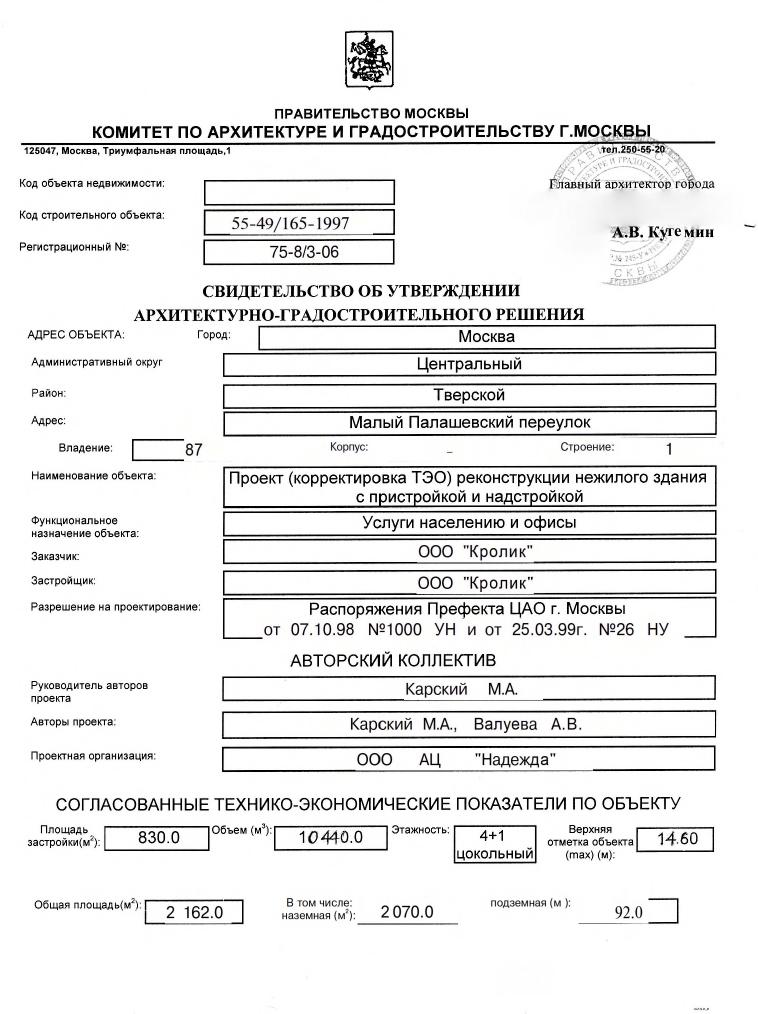 ПРАВИТЕЛЬСТВО МОСКВЫ
КОМИТЕТ ПО АРХИТЕКТУРЕ И ГРАДОСТРОИТЕЛЬСТВУ Г.МОСКВЫ
125047, Москва, Триумфальная площадь,1 тел.250-55-20
Код объекта недвижимости:
Главный архитектор города
Код строительного объекта: 55-49/165-1997
А.В. Кугемин
Регистрационный №: 75-8/3-06
СВИДЕТЕЛЬСТВО ОБ УТВЕРЖДЕНИИ
АРХИТЕКТУРНО-ГРАДОСТРОИТЕЛЬНОГО РЕШЕНИЯ
АДРЕС ОБЪЕКТА: Город: Москва
Административный округ Центральный
Район: Тверской
Адрес: Малый Палашевский переулок
Владение: 87 Корпус: – Строение: 1
Наименование объекта: Проект (корректировка ТЭО) реконструкции нежилого здания
с пристройкой и надстройкой
Функциональное
назначение объекта: Услуги населению и офисы
Заказчик: ООО "Кролик"
Застройщик: ООО "Кролик"
Разрешение на проектирование: Распоряжения Префекта ЦАО г. Москвы
от 07.10.98 №1000 УН и от 25.03.99г. №26 НУ
АВТОРСКИЙ КОЛЛЕКТИВ
Руководитель авторов
проекта Карский М.А.
Авторы проекта: Карский М.А., Валуева А.В.
Проектная организация: ООО АЦ "Надежда"
СОГЛАСОВАННЫЕ ТЕХНИКО-ЭКОНОМИЧЕСКИЕ ПОКАЗАТЕЛИ ПО ОБЪЕКТУ
Площадь
застройки(м²): 830.0 Объем (м³): 10440.0 Этажность: 4+1
цокольный
Верхняя
отметка объекта
(max) (м): 14.60
Общая площадь(м²): 2 162.0 В том числе:
наземная (м²): 2070.0 подземная (м ): 92.0